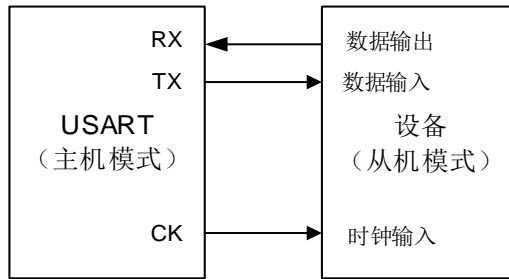 RX
数据输出
TX
数据输入
USART
(主机模式)
设备
(从机模式)
CK
时钟输入